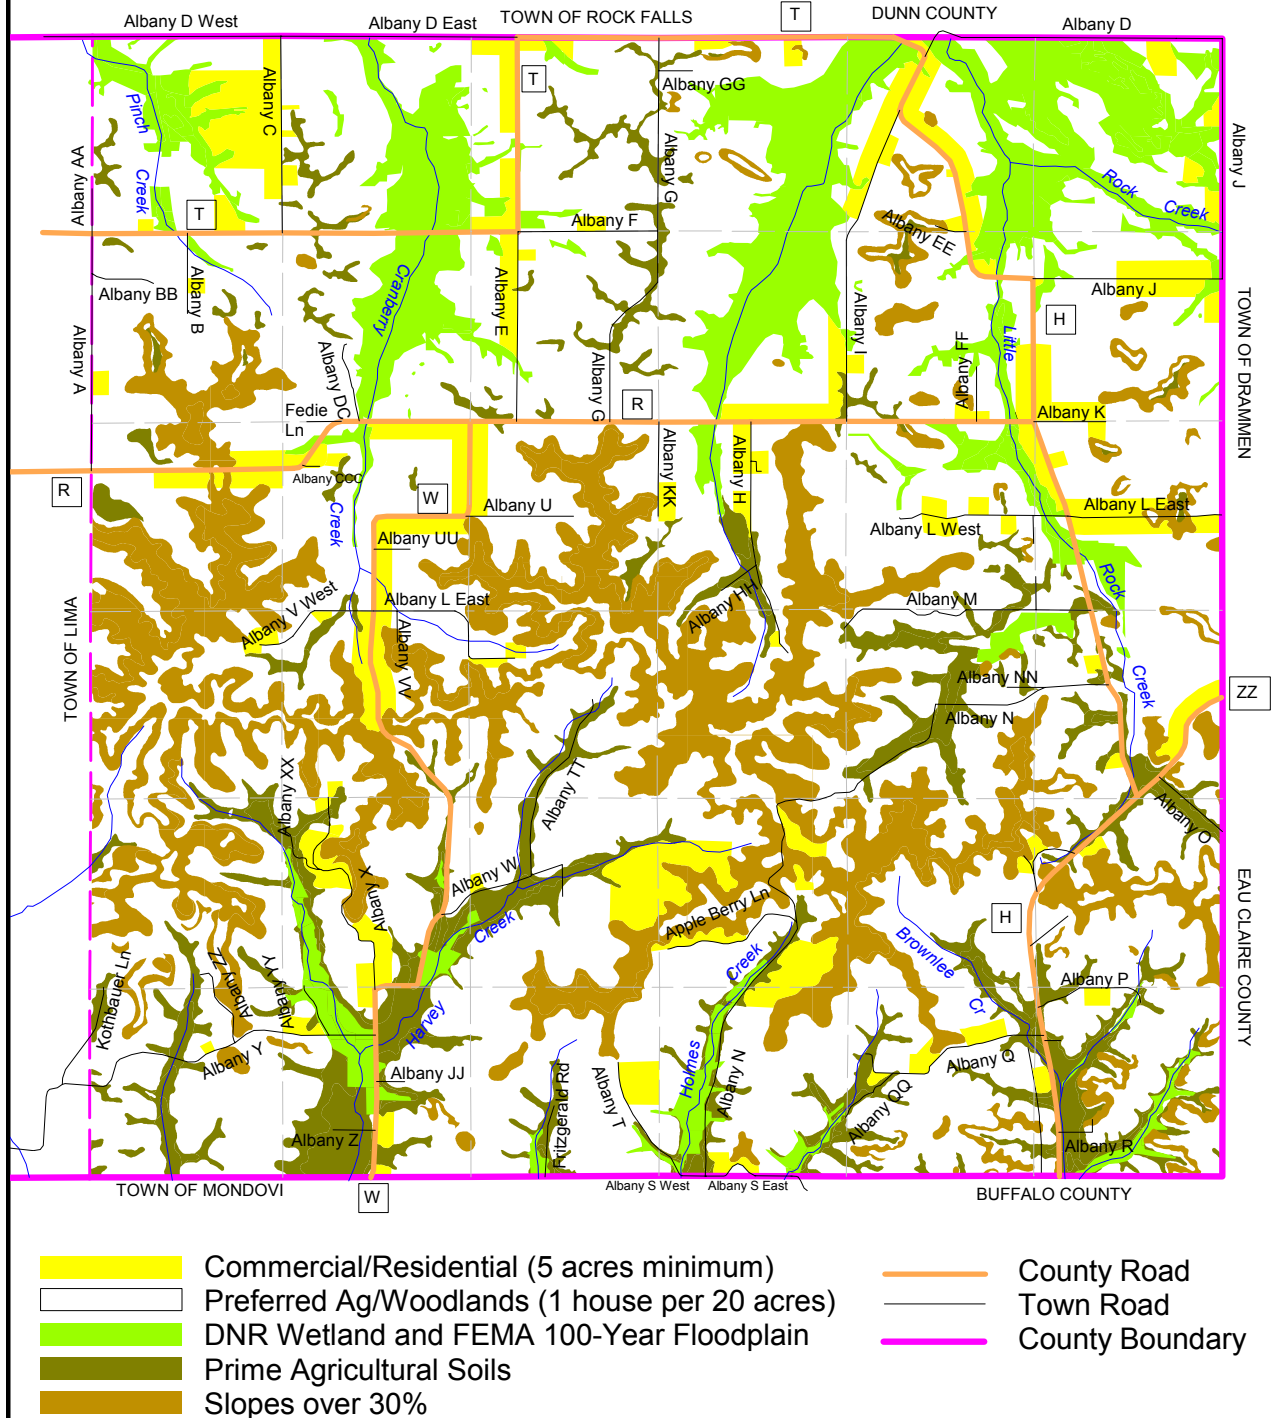 Albany D West
Albany D East
TOWN OF ROCK FALLS
T
DUNN COUNTY
Albany D
T
Albany GG
Albany C
Pinch
Creek
Albany AA
Albany G
Albany J
Rock
Creek
T
Albany F
Albany EE
Albany BB
Albany B
Cranberry
Albany E
Albany I
Albany J
H
Little
TOWN OF DRAMMEN
Albany A
Albany DC
Albany G
Albany FF
R
Fedie
Ln
Albany K
Albany CCC
R
W
Albany KK
Albany H
Creek
Albany U
Albany L West
Albany L East
Albany UU
Rock
TOWN OF LIMA
Albany V West
Albany L East
Albany HH
Albany M
Albany VV
Albany NN
Creek
ZZ
Albany N
Albany XX
Albany TT
Albany O
Albany W
Albany X
Creek
Apple Berry Ln
H
EAU CLAIRE COUNTY
Kothbauer Ln
Albany ZZ
Albany YY
Creek
Brownlee
Cr
Albany P
Harvey
Albany Y
Holmes
Albany N
Albany Q
Albany JJ
Fritzgerald Rd
Albany T
Albany QQ
Albany Z
Albany R
TOWN OF MONDOVI
W
Albany S West
Albany S East
BUFFALO COUNTY
Commercial/Residential (5 acres minimum)
Preferred Ag/Woodlands (1 house per 20 acres)
DNR Wetland and FEMA 100-Year Floodplain
Prime Agricultural Soils
Slopes over 30%
County Road
Town Road
County Boundary